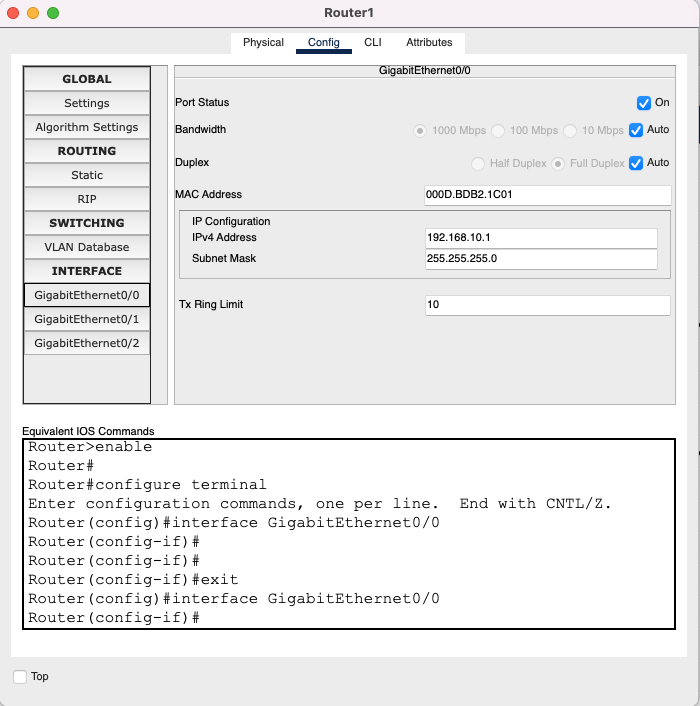 Router1
Physical Config CLI Attributes
GLOBAL
Settings
Algorithm Settings
ROUTING
Static
RIP
SWITCHING
VLAN Database
INTERFACE
GigabitEthernet0/0
GigabitEthernet0/1
GigabitEthernet0/2
GigabitEthernet0/0
Port Status On
Bandwidth 1000 Mbps 100 Mbps 10 Mbps Auto
Duplex Half Duplex Full Duplex Auto
MAC Address 000D.BDB2.1C01
IP Configuration
IPv4 Address 192.168.10.1
Subnet Mask 255.255.255.0
Tx Ring Limit 10
Equivalent IOS Commands
Router>enable
Router#
Router#configure terminal
Enter configuration commands, one per line.  End with CNTL/Z.
Router(config)#interface GigabitEthernet0/0
Router(config-if)#
Router(config-if)#
Router(config-if)#exit
Router(config)#interface GigabitEthernet0/0
Router(config-if)#
Top